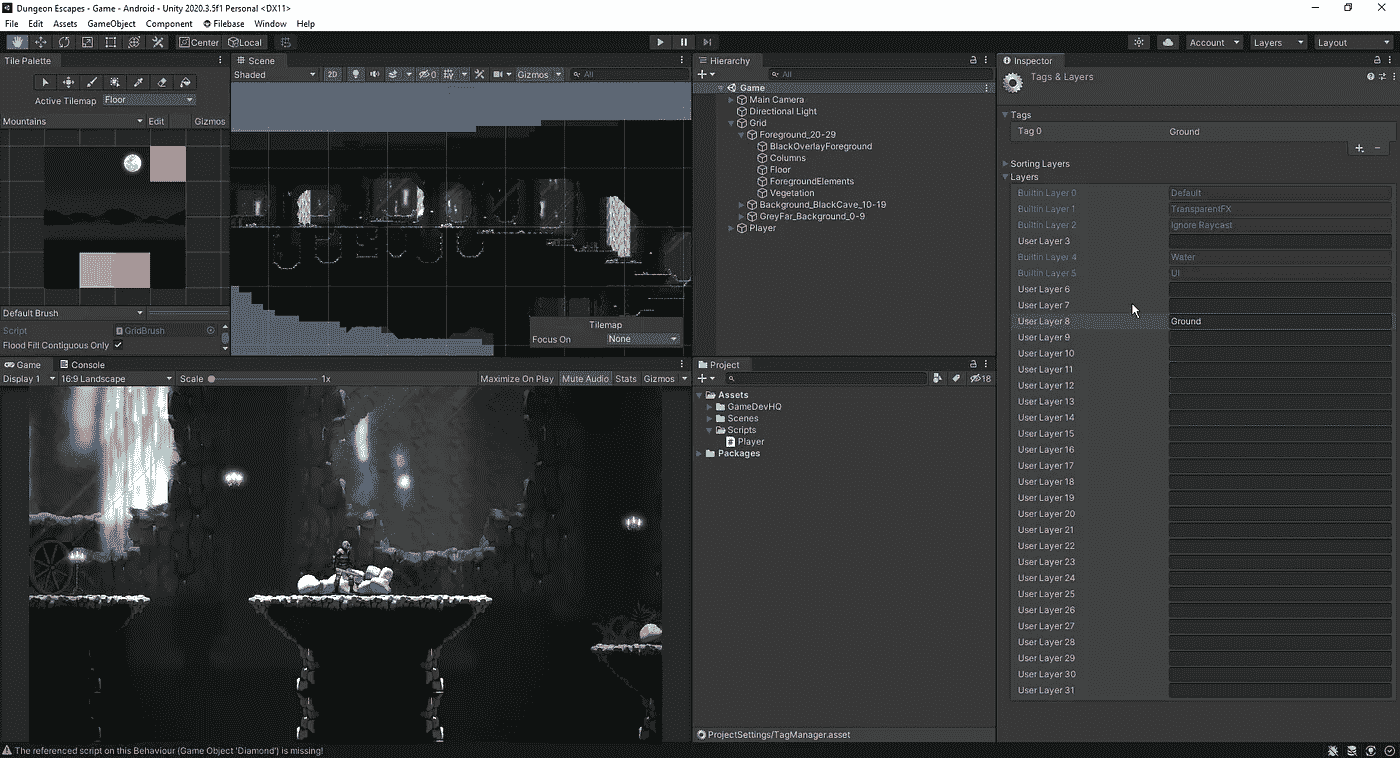 Dungeon Escapes - Game - Android - Unity 2020.3.5f1 Personal <DX11>
File Edit Assets GameObject Component Filebase Window Help
Center Local Account Layers Layout
Tile Palette
Active Tilemap Floor
Mountains Edit Gizmos
Default Brush
Script GridBrush
Flood Fill Contiguous Only
Scene
Shaded 2D 0 Gizmos All
Tilemap
Focus On None
Game Console
Display 1 16:9 Landscape Scale 1x Maximize On Play Mute Audio Stats Gizmos
Hierarchy
All
Game
Main Camera
Directional Light
Grid
Foreground_20-29
BlackOverlayForeground
Columns
Floor
ForegroundElements
Vegetation
Background_BlackCave_10-19
GreyFar_Background_0-9
Player
Project
18
Assets
GameDevHQ
Scenes
Scripts
Player
Packages
ProjectSettings/TagManager.asset
Inspector
Tags & Layers
Tags
Tag 0 Ground
Sorting Layers
Layers
Builtin Layer 0 Default
Builtin Layer 1 TransparentFX
Builtin Layer 2 Ignore Raycast
User Layer 3
Builtin Layer 4 Water
Builtin Layer 5 UI
User Layer 6
User Layer 7
User Layer 8 Ground
User Layer 9
User Layer 10
User Layer 11
User Layer 12
User Layer 13
User Layer 14
User Layer 15
User Layer 16
User Layer 17
User Layer 18
User Layer 19
User Layer 20
User Layer 21
User Layer 22
User Layer 23
User Layer 24
User Layer 25
User Layer 26
User Layer 27
User Layer 28
User Layer 29
User Layer 30
User Layer 31
The referenced script on this Behaviour (Game Object 'Diamond') is missing!